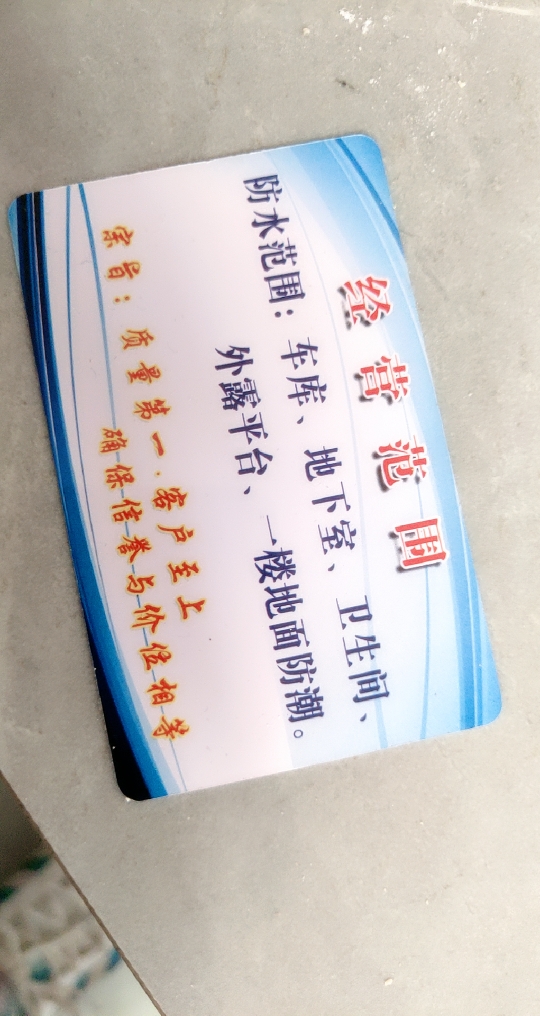 经营范围
防水范围：车库、地下室、卫生间、
外露平台、一楼地面防潮。
宗旨：质量第一·客户至上
确保信誉与价位相等